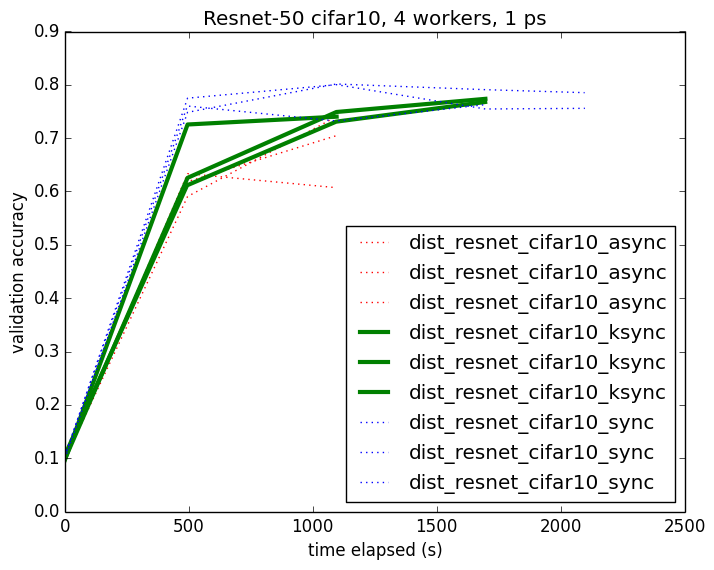 Resnet-50 cifar10, 4 workers, 1 ps
0.9
0.8
0.7
0.6
0.5
0.4
0.3
0.2
0.1
0.0
validation accuracy
dist_resnet_cifar10_async
dist_resnet_cifar10_async
dist_resnet_cifar10_async
dist_resnet_cifar10_ksync
dist_resnet_cifar10_ksync
dist_resnet_cifar10_ksync
dist_resnet_cifar10_sync
dist_resnet_cifar10_sync
dist_resnet_cifar10_sync
0 500 1000 1500 2000 2500
time elapsed (s)